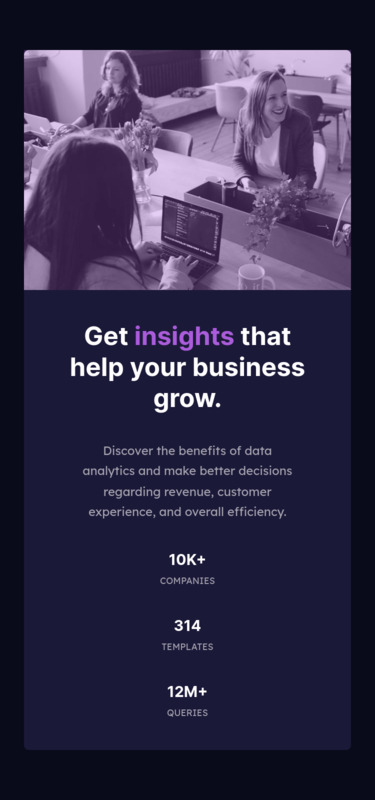 Get insights that
help your business
grow.
Discover the benefits of data
analytics and make better decisions
regarding revenue, customer
experience, and overall efficiency.
10K+
COMPANIES
314
TEMPLATES
12M+
QUERIES